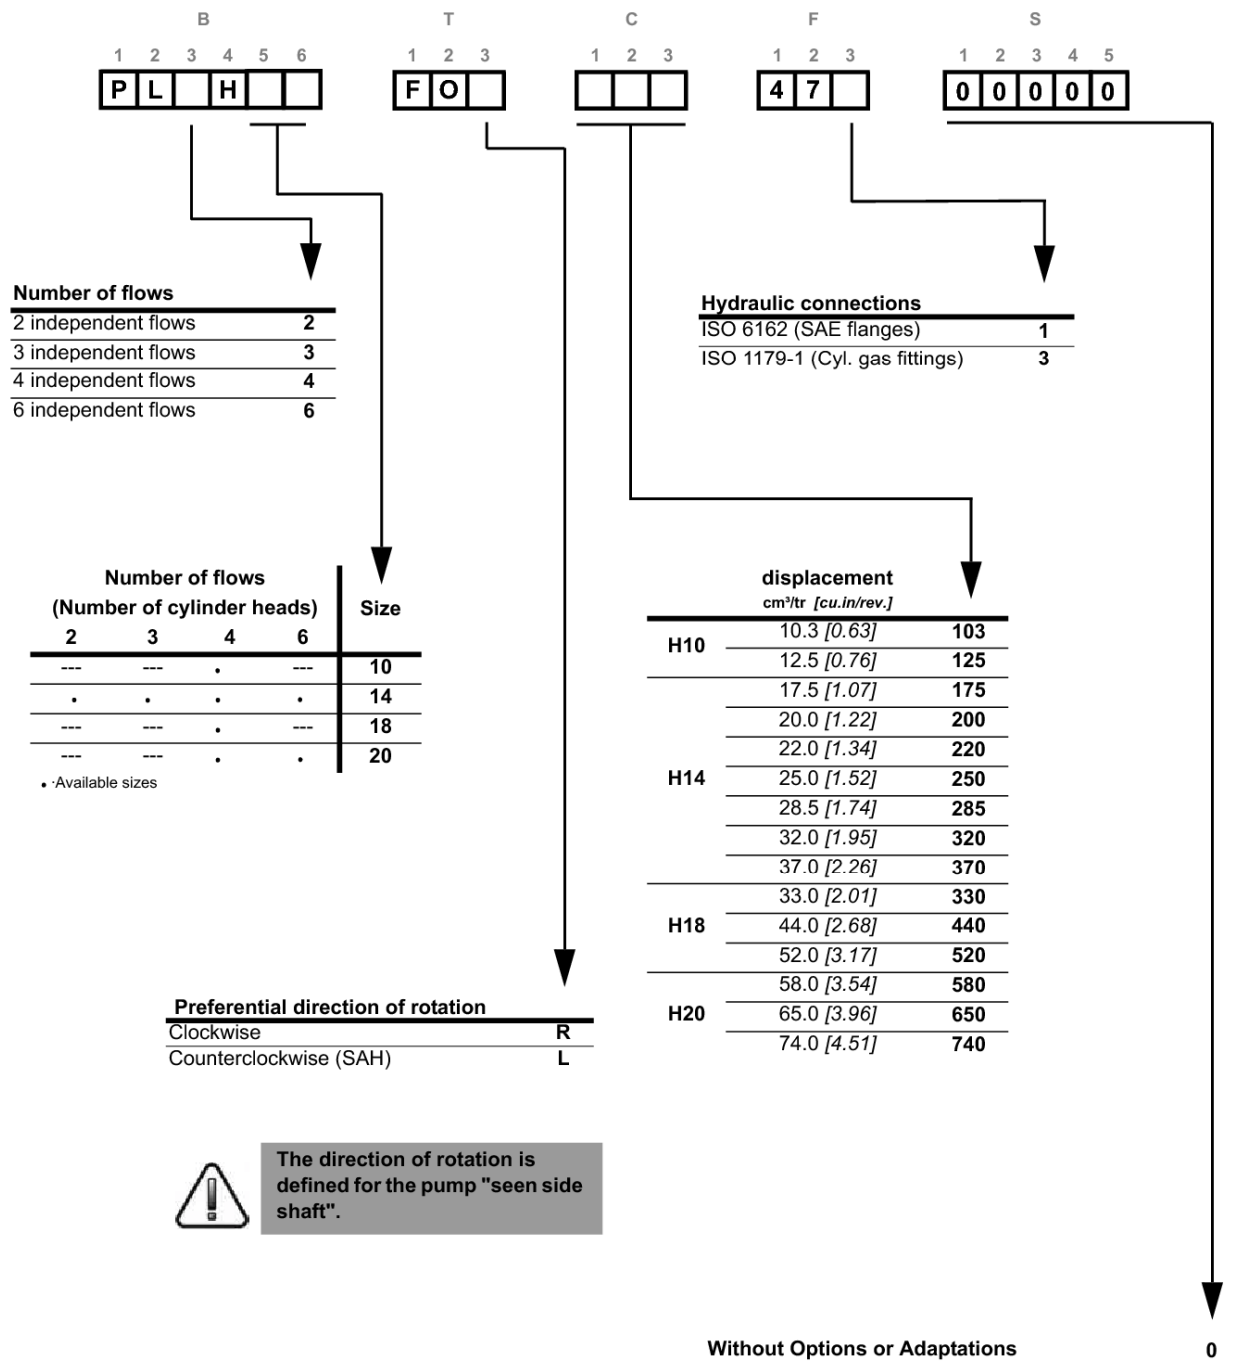 B T C F S
1 2 3 4 5 6 1 2 3 1 2 3 1 2 3 1 2 3 4 5
P L H F O 4 7 0 0 0 0 0
Number of flows
2 independent flows 2
3 independent flows 3
4 independent flows 4
6 independent flows 6
Hydraulic connections
ISO 6162 (SAE flanges) 1
ISO 1179-1 (Cyl. gas fittings) 3
Number of flows
(Number of cylinder heads) Size
2 3 4 6
--- --- • --- 10
• • • • 14
--- --- • --- 18
--- --- • • 20
• ·Available sizes
displacement
cm³/tr [cu.in/rev.]
H10
10.3 [0.63] 103
12.5 [0.76] 125
H14
17.5 [1.07] 175
20.0 [1.22] 200
22.0 [1.34] 220
25.0 [1.52] 250
28.5 [1.74] 285
32.0 [1.95] 320
37.0 [2.26] 370
H18
33.0 [2.01] 330
44.0 [2.68] 440
52.0 [3.17] 520
H20
58.0 [3.54] 580
65.0 [3.96] 650
74.0 [4.51] 740
Preferential direction of rotation
Clockwise R
Counterclockwise (SAH) L
!
The direction of rotation is
defined for the pump "seen side
shaft".
Without Options or Adaptations 0